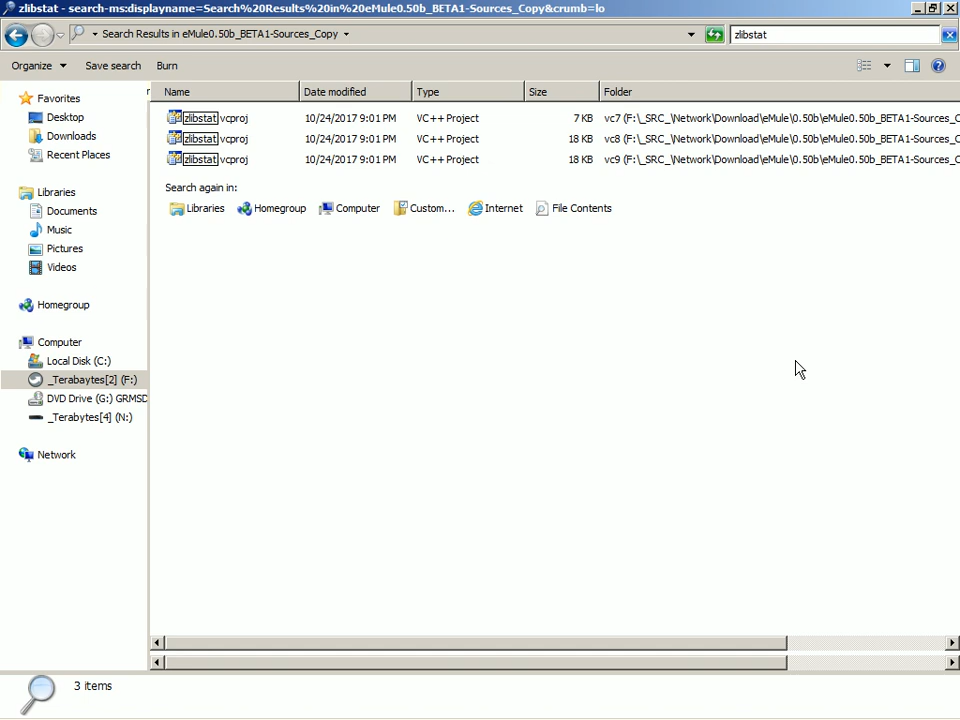 zlibstat - search-ms:displayname=Search%20Results%20in%20eMule0.50b_BETA1-Sources_Copy&crumb=lo
Search Results in eMule0.50b_BETA1-Sources_Copy
zlibstat
Organize Save search Burn
Name Date modified Type Size Folder
zlibstat.vcproj 10/24/2017 9:01 PM VC++ Project 7 KB vc7 (F:\_SRC_\Network\Download\eMule\0.50b\eMule0.50b_BETA1-Sources_C
zlibstat.vcproj 10/24/2017 9:01 PM VC++ Project 18 KB vc8 (F:\_SRC_\Network\Download\eMule\0.50b\eMule0.50b_BETA1-Sources_C
zlibstat.vcproj 10/24/2017 9:01 PM VC++ Project 18 KB vc9 (F:\_SRC_\Network\Download\eMule\0.50b\eMule0.50b_BETA1-Sources_C
Search again in:
Libraries Homegroup Computer Custom... Internet File Contents
Favorites
Desktop
Downloads
Recent Places
Libraries
Documents
Music
Pictures
Videos
Homegroup
Computer
Local Disk (C:)
_Terabaytes[2] (F:)
DVD Drive (G:) GRMSD
_Terabytes[4] (N:)
Network
3 items